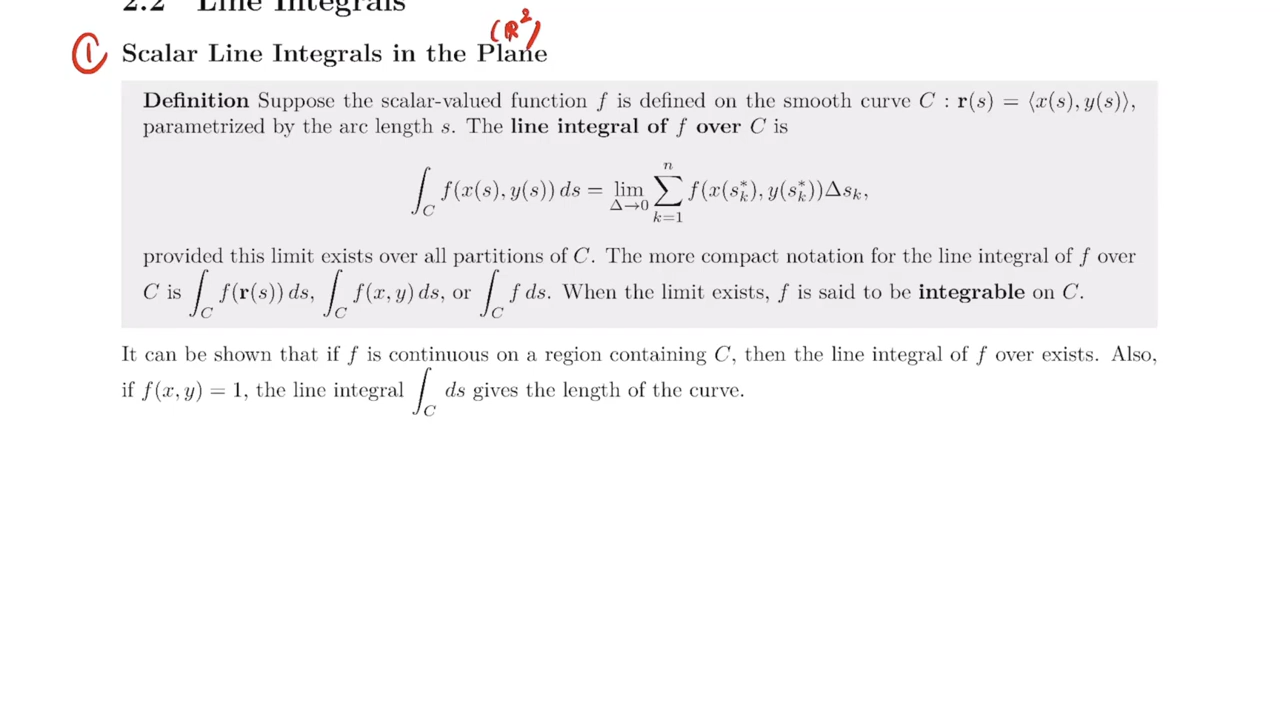 2.2 Line Integrals
(ℝ²)
① Scalar Line Integrals in the Plane
Definition Suppose the scalar-valued function f is defined on the smooth curve C : r(s) = ⟨x(s), y(s)⟩,
parametrized by the arc length s. The line integral of f over C is
∫_C f(x(s), y(s)) ds = lim_{Δ→0} ∑_{k=1}^{n} f(x(s_k^*), y(s_k^*))Δs_k,
provided this limit exists over all partitions of C. The more compact notation for the line integral of f over
C is ∫_C f(r(s)) ds, ∫_C f(x, y) ds, or ∫_C f ds. When the limit exists, f is said to be integrable on C.
It can be shown that if f is continuous on a region containing C, then the line integral of f over exists. Also,
if f(x, y) = 1, the line integral ∫_C ds gives the length of the curve.